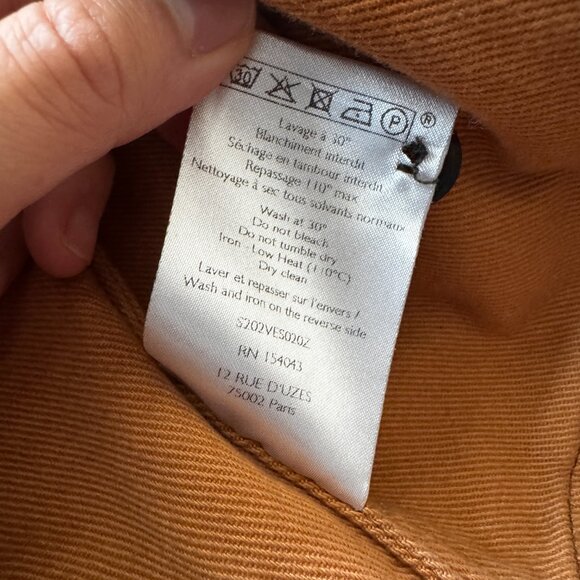 30 P ®
Lavage à 30°
Blanchiment interdit
Séchage en tambour interdit
Repassage 110° max
Nettoyage à sec tous solvants normaux
Wash at 30°
Do not bleach
Do not tumble dry
Iron - Low Heat (110°C)
Dry clean
Laver et repasser sur l'envers /
Wash and iron on the reverse side
S202VES020Z
RN 154043
12 RUE D'UZES
75002 Paris